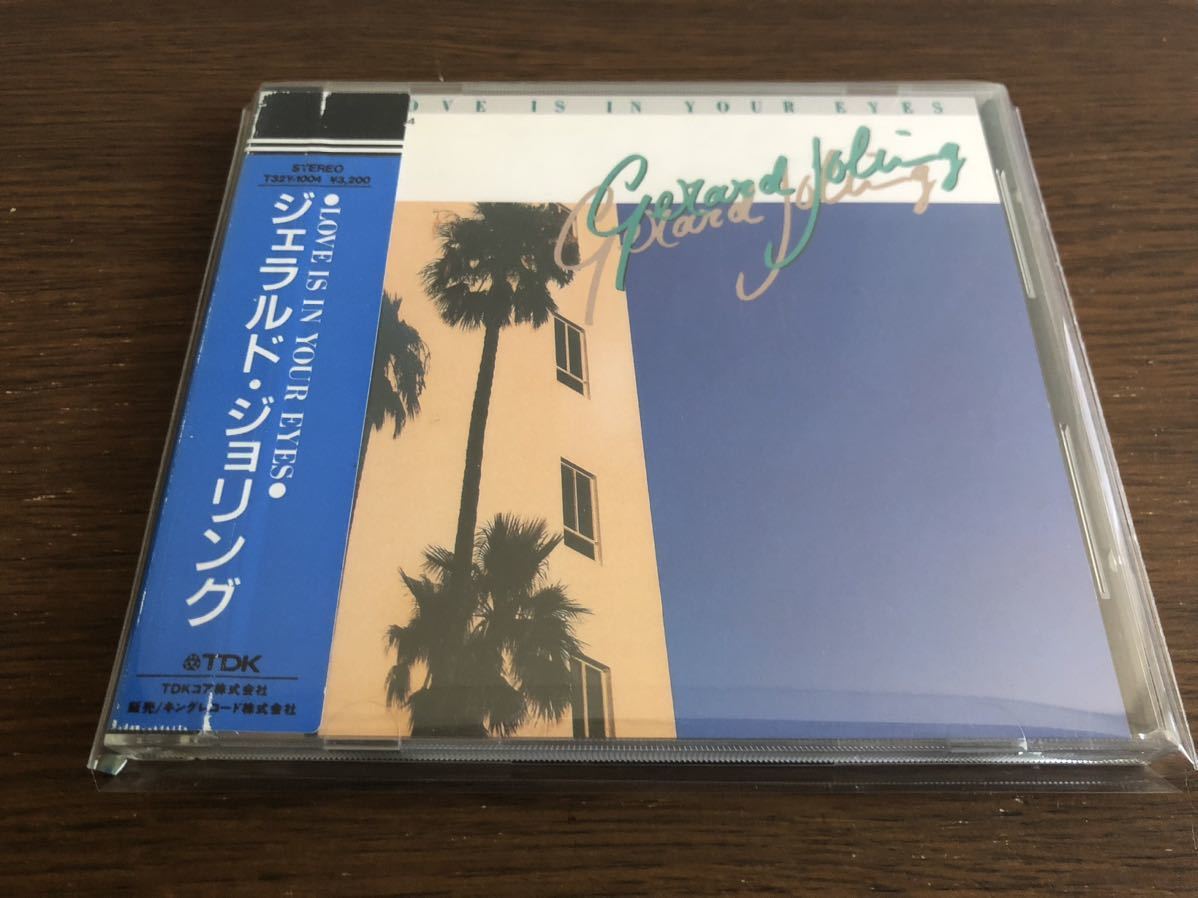 OVE IS IN YOUR EYES
4
Gerard Joling
STEREO
T32Y-1004 ¥3,200
•LOVE IS IN YOUR EYES•
ジェラルド・ジョリング
TDK
TDKコア株式会社
販売/キングレコード株式会社